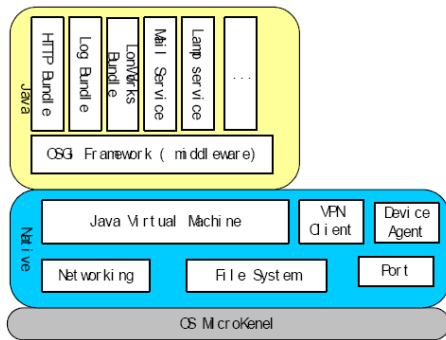 Java
HTTP Bundle
Log Bundle
LonWorks
Bundle
Mail Service
Lamp service
...
OSGi Framework ( middleware)
Native
Java Virtual Machine
VPN
Client
Device
Agent
Networking
File System
Port
OS MicroKenel